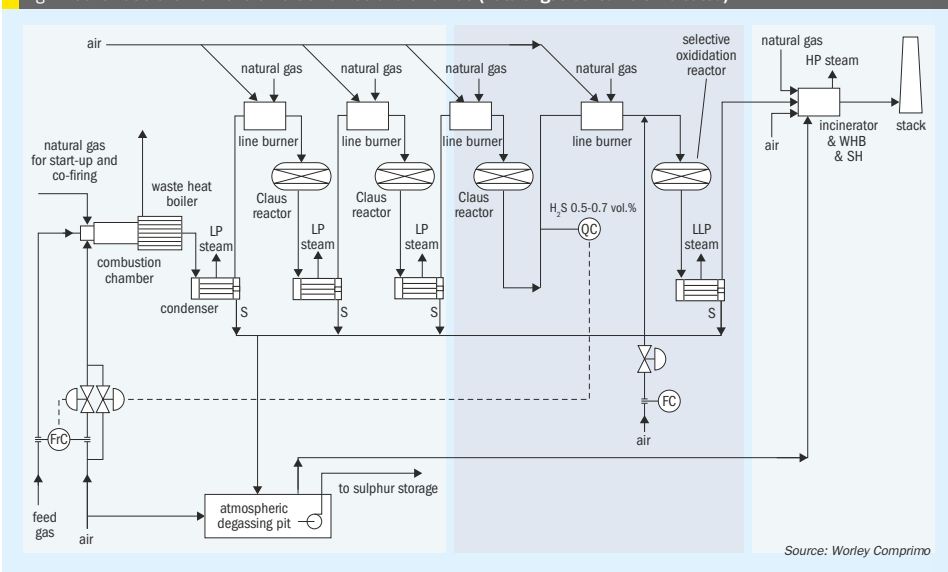 air
natural gas
natural gas
natural gas
natural gas
selective
oxididation
reactor
natural gas
HP steam
line burner
line burner
line burner
line burner
air
incinerator
& WHB
& SH
stack
natural gas
for start-up and
co-firing
waste heat
boiler
Claus
reactor
Claus
reactor
Claus
reactor
H2S 0.5-0.7 vol.%
QC
LP
steam
LP
steam
LP
steam
LLP
steam
combustion
chamber
condenser
S
S
S
S
FrC
FC
air
feed
gas
air
atmospheric
degassing pit
to sulphur storage
Source: Worley Comprimo